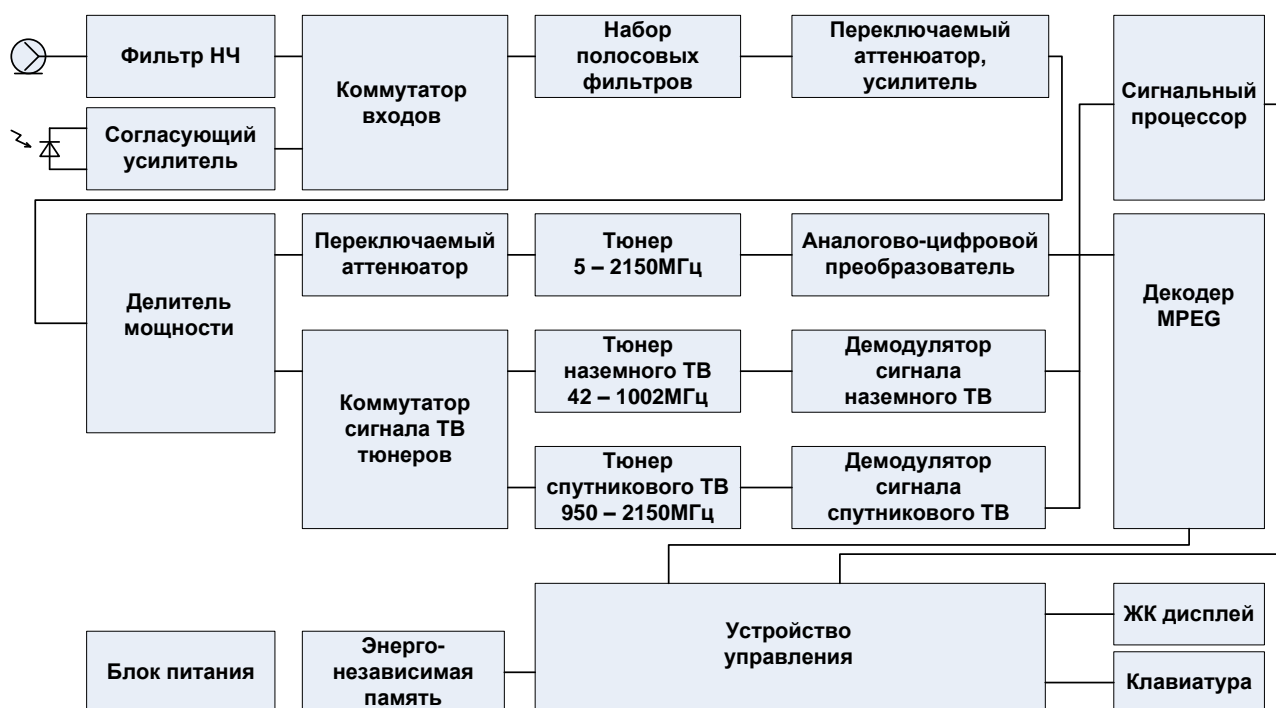 Фильтр НЧ
Согласующий
усилитель
Коммутатор
входов
Набор
полосовых
фильтров
Переключаемый
аттенюатор,
усилитель
Сигнальный
процессор
Делитель
мощности
Переключаемый
аттенюатор
Тюнер
5 – 2150МГц
Аналогово-цифровой
преобразователь
Декодер
MPEG
Коммутатор
сигнала ТВ
тюнеров
Тюнер
наземного ТВ
42 – 1002МГц
Демодулятор
сигнала
наземного ТВ
Тюнер
спутникового ТВ
950 – 2150МГц
Демодулятор
сигнала
спутникового ТВ
Блок питания
Энерго-
независимая
память
Устройство
управления
ЖК дисплей
Клавиатура